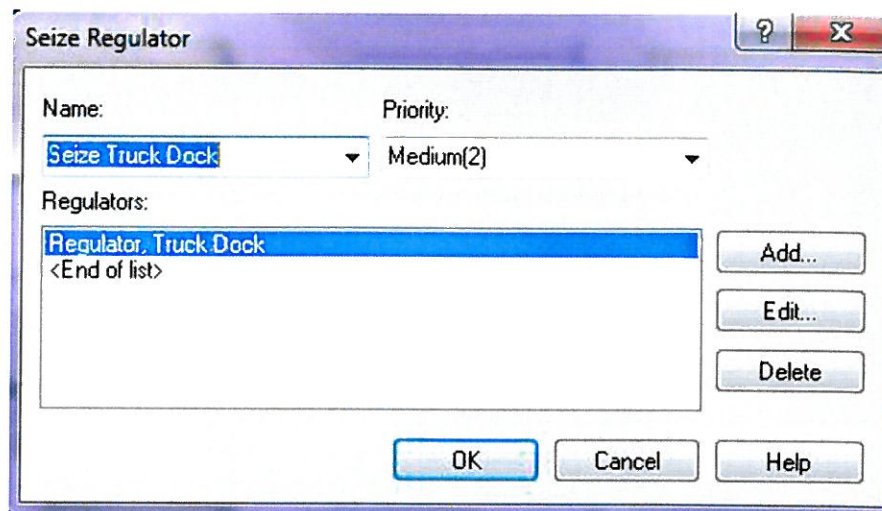 Seize Regulator
?
Name:
Priority:
Seize Truck Dock
Medium(2)
Regulators:
Regulator, Truck Dock
<End of list>
Add...
Edit...
Delete
OK
Cancel
Help